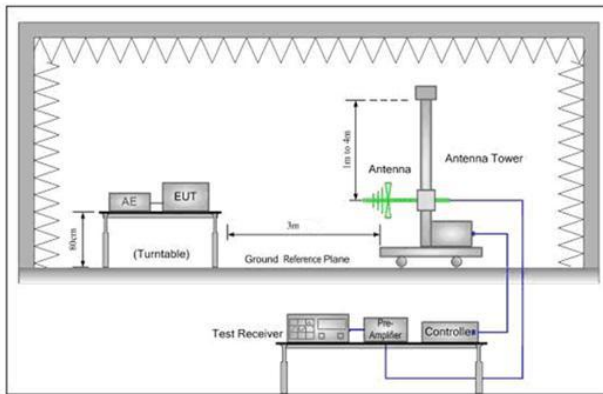 1m to 4m
Antenna
Antenna Tower
AE
EUT
80cm
(Turntable)
3m
Ground Reference Plane
Test Receiver
Pre-
Amplifier
Controller